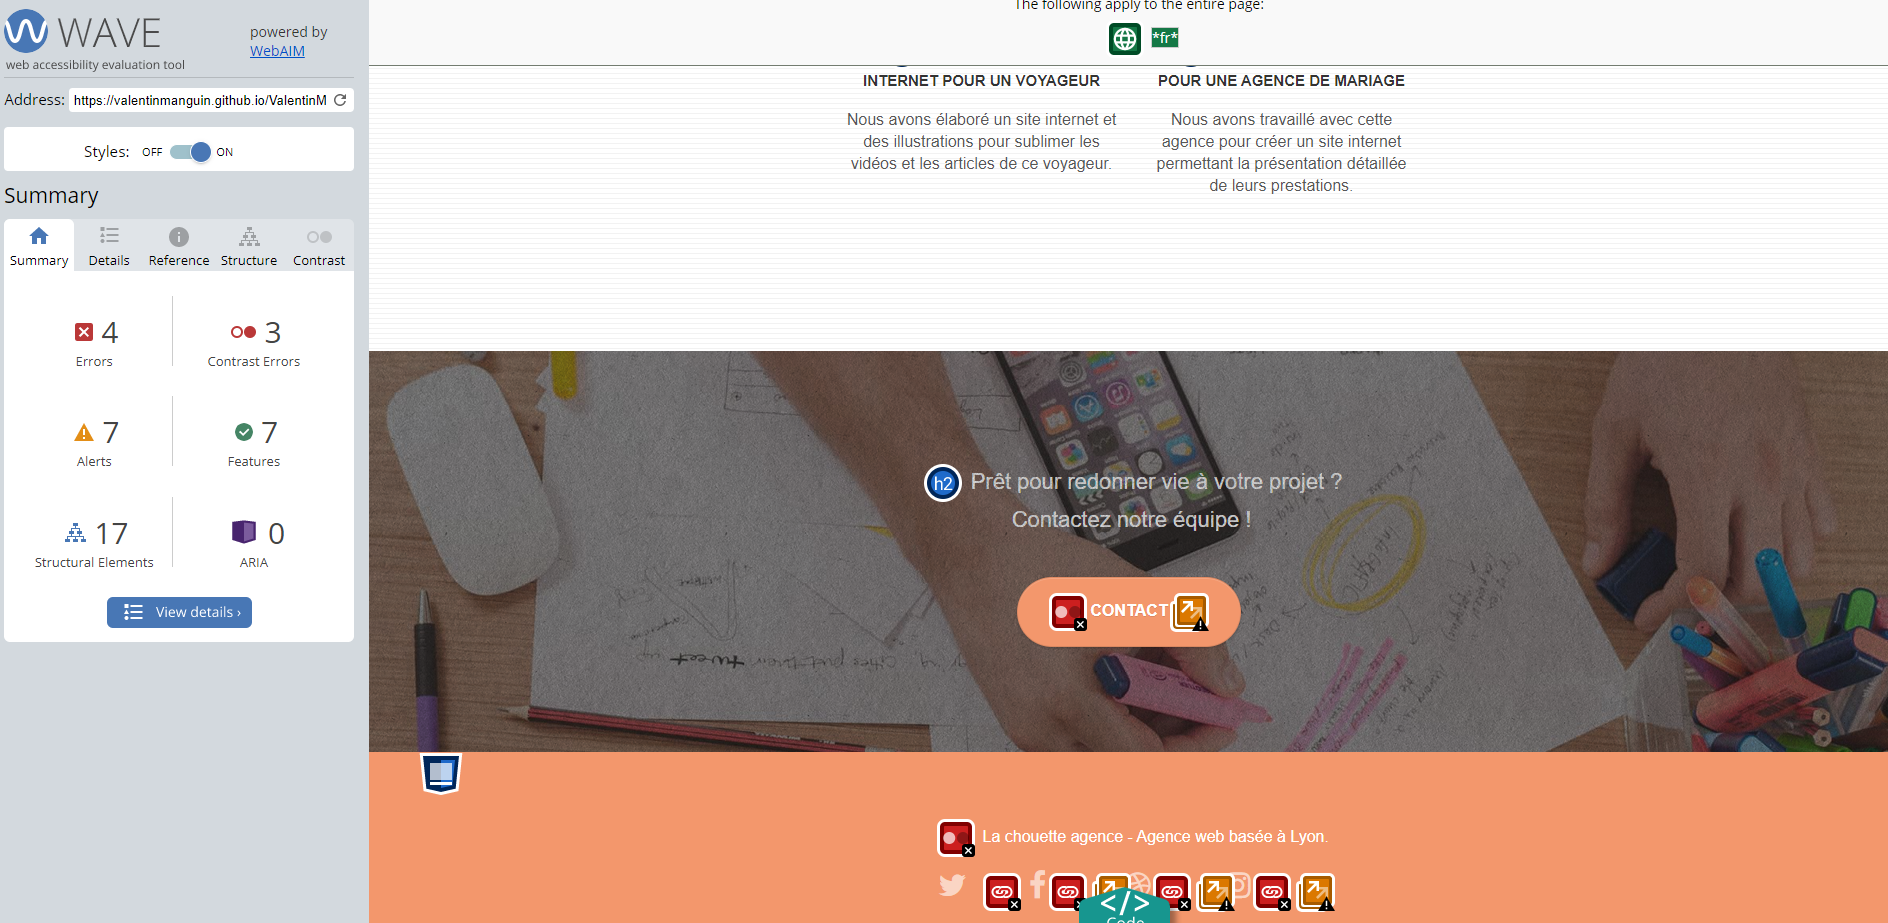 WAVE
powered by
WebAIM
web accessibility evaluation tool
Address: https://valentinmanguin.github.io/ValentinM
Styles: OFF ON
Summary
Summary Details Reference Structure Contrast
4
Errors
3
Contrast Errors
7
Alerts
7
Features
17
Structural Elements
0
ARIA
View details ›
The following apply to the entire page:
*fr*
INTERNET POUR UN VOYAGEUR
Nous avons élaboré un site internet et
des illustrations pour sublimer les
vidéos et les articles de ce voyageur.
POUR UNE AGENCE DE MARIAGE
Nous avons travaillé avec cette
agence pour créer un site internet
permettant la présentation détaillée
de leurs prestations.
h2 Prêt pour redonner vie à votre projet ?
Contactez notre équipe !
CONTACT
La chouette agence - Agence web basée à Lyon.
</>
Code